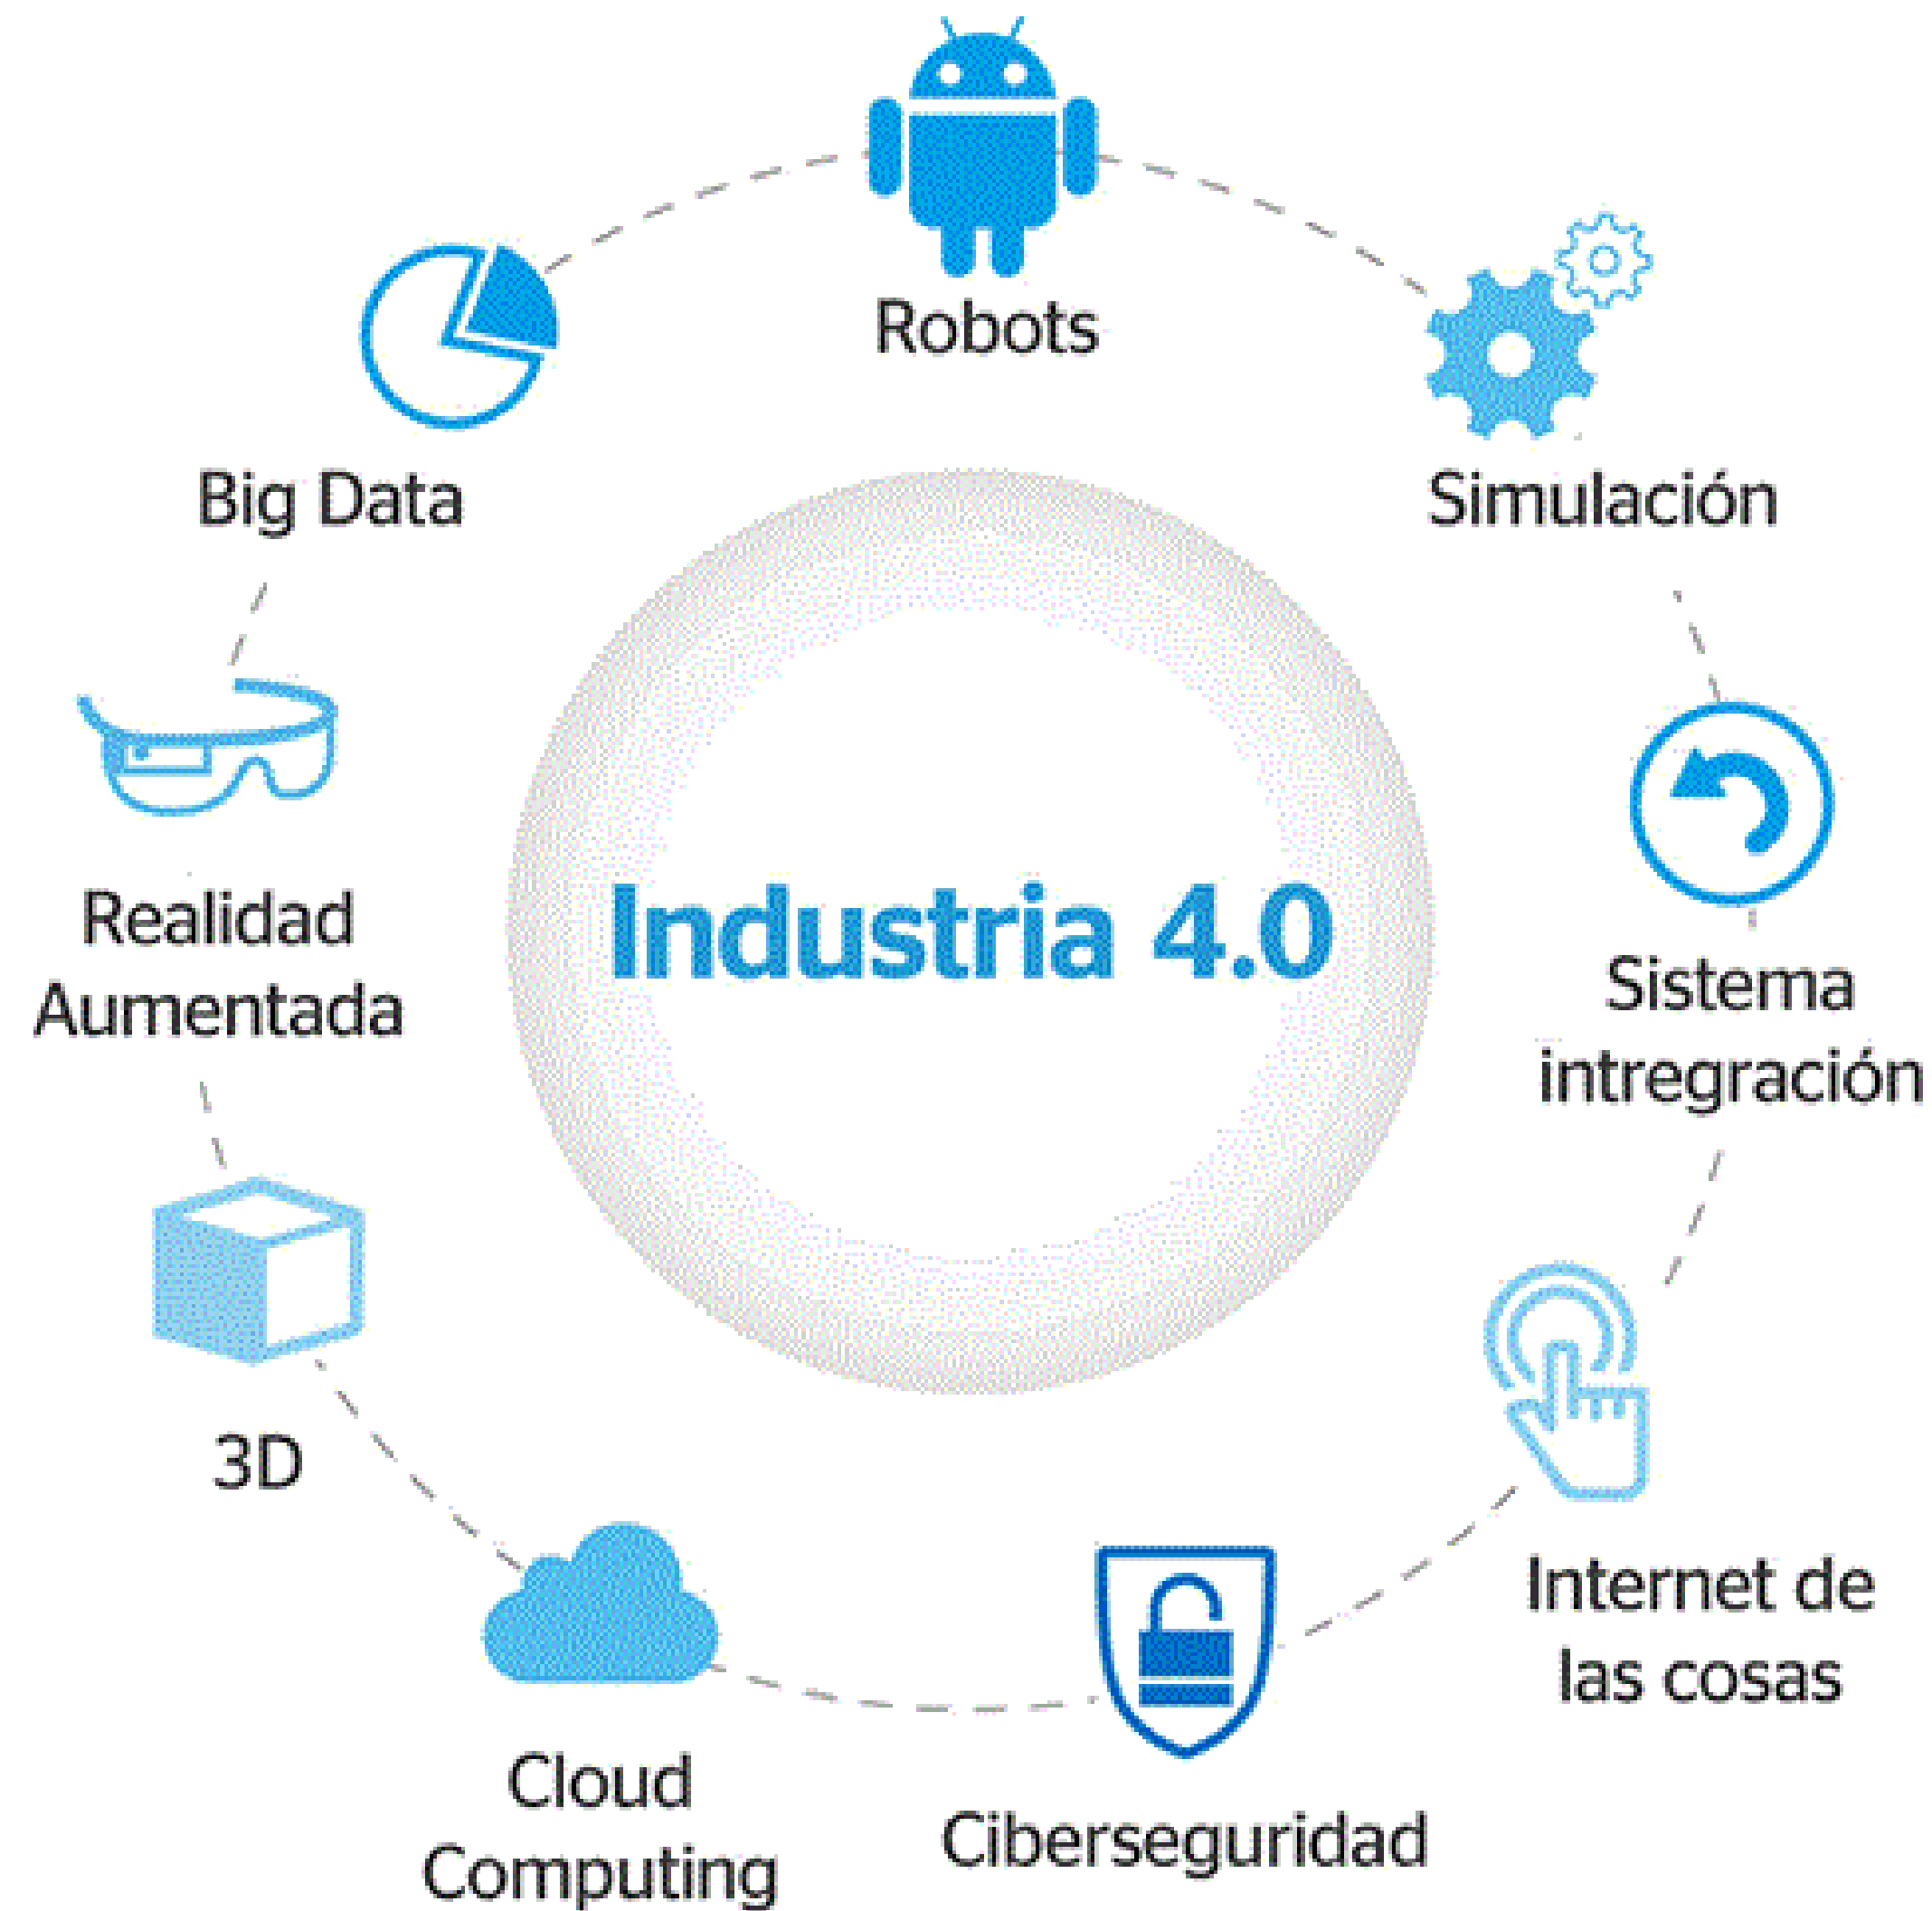 Robots
Big Data
Simulación
Realidad
Aumentada
Industria 4.0
Sistema
intregración
3D
Internet de
las cosas
Cloud
Computing
Ciberseguridad